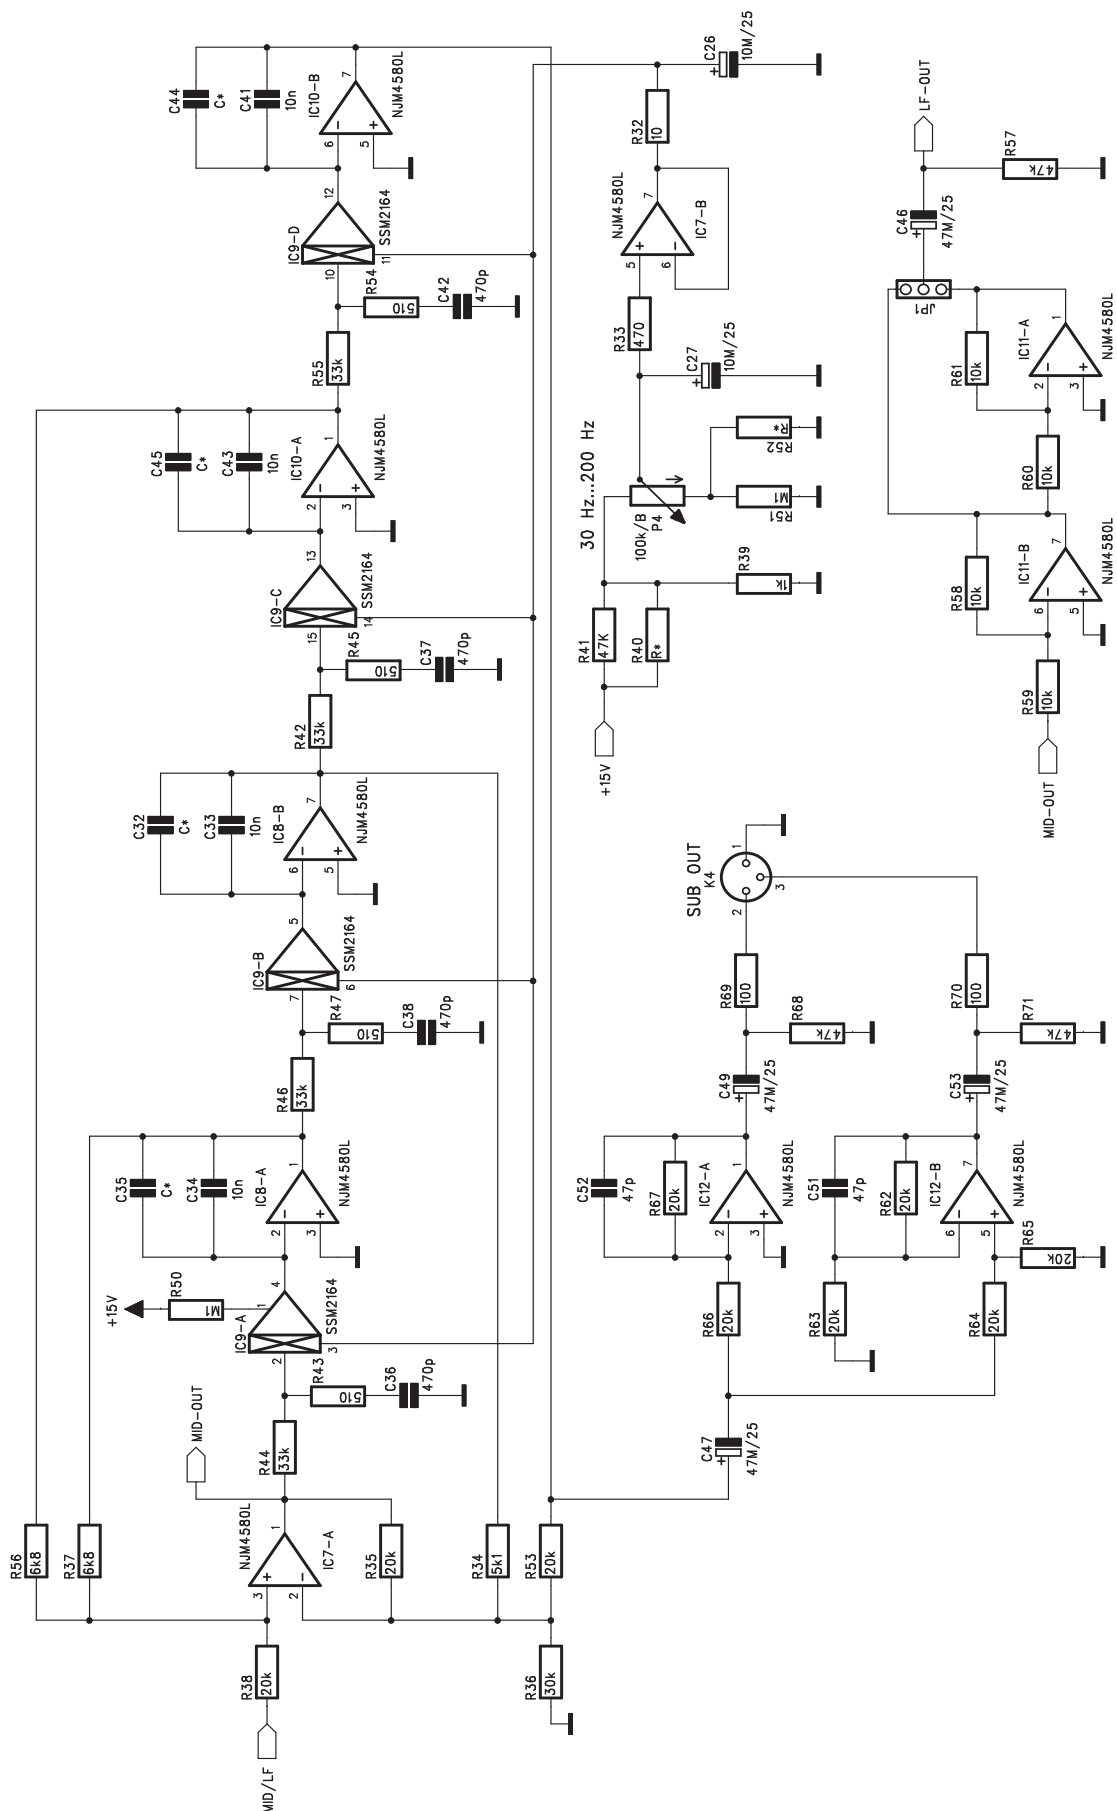 MID/LF
R38
20k
R56
6k8
R37
6k8
3
2
1
NJM4580L
IC7-A
R35
20k
R34
5k1
R53
20k
R36
30k
MID-OUT
R44
33k
R43
510
C36
470p
+15V
R50
M1
IC9-A
2
1
4
3
SSM2164
C35
C*
C34
10n
IC8-A
2
3
1
NJM4580L
R46
33k
R47
510
C38
470p
IC9-B
7
5
6
SSM2164
C32
C*
C33
10n
IC8-B
6
5
7
NJM4580L
R42
33k
R45
510
C37
470p
IC9-C
15
13
14
SSM2164
C45
C*
C43
10n
IC10-A
2
3
1
NJM4580L
R55
33k
R54
510
C42
470p
IC9-D
10
12
11
SSM2164
C44
C*
C41
10n
IC10-B
6
5
7
NJM4580L
C47
47M/25
R66
20k
C52
47p
R67
20k
IC12-A
2
3
1
NJM4580L
C49
47M/25
R69
100
R68
47k
R63
20k
R64
20k
C51
47p
R62
20k
IC12-B
6
5
7
NJM4580L
R65
20k
C53
47M/25
R70
100
R71
47k
SUB OUT
K4
2
1
3
+15V
R41
47K
R40
R*
R39
1k
30 Hz...200 Hz
100k/B
P4
R51
M1
R52
R*
C27
10M/25
R33
470
NJM4580L
5
6
7
IC7-B
R32
10
C26
10M/25
MID-OUT
R59
10k
R58
10k
IC11-B
6
5
7
NJM4580L
R60
10k
R61
10k
IC11-A
2
3
1
NJM4580L
JP1
C46
47M/25
LF-OUT
R57
47k